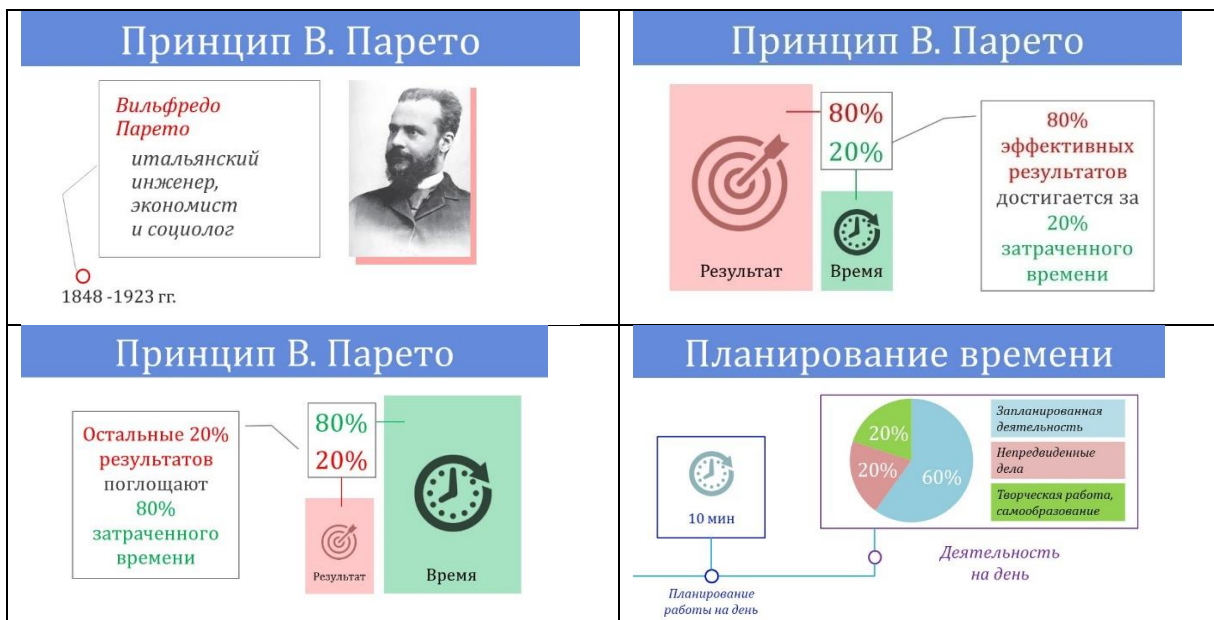 Принцип В. Парето
Вильфредо
Парето
итальянский
инженер,
экономист
и социолог
1848 -1923 гг.
Принцип В. Парето
80%
20%
Результат
Время
80%
эффективных
результатов
достигается за
20%
затраченного
времени
Принцип В. Парето
Остальные 20%
результатов
поглощают
80%
затраченного
времени
80%
20%
Результат
Время
Планирование времени
10 мин
Планирование
работы на день
20%
20%
60%
Запланированная
деятельность
Непредвиденные
дела
Творческая работа,
самообразование
Деятельность
на день